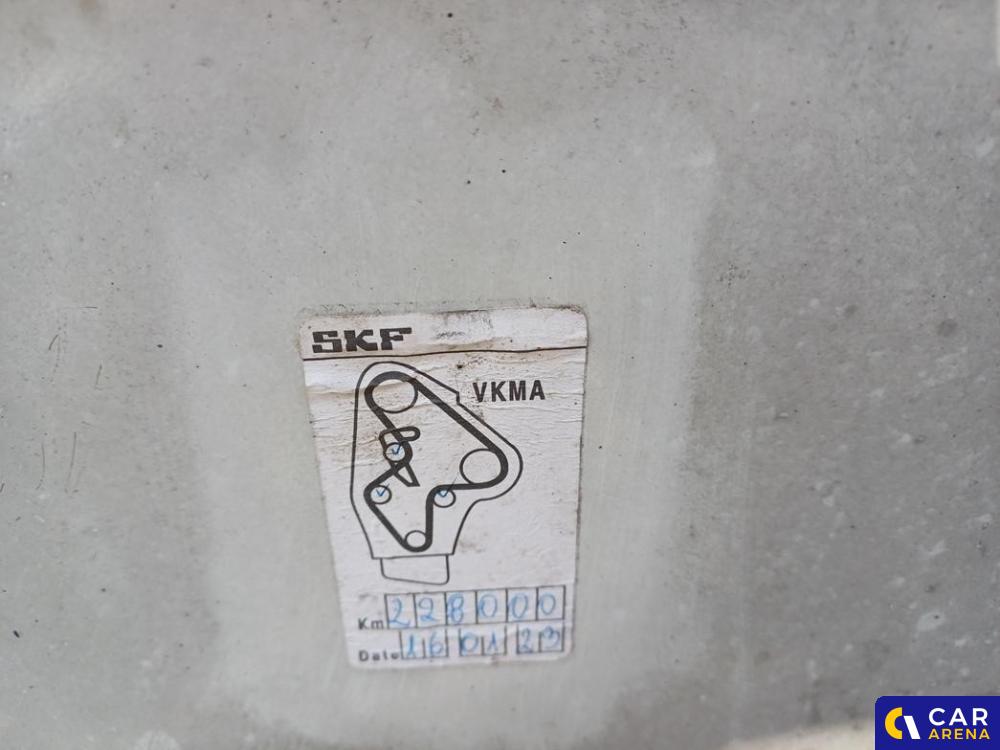 SKF
VKMA
Km 228000
Date 16 01 23
CAR
ARENA